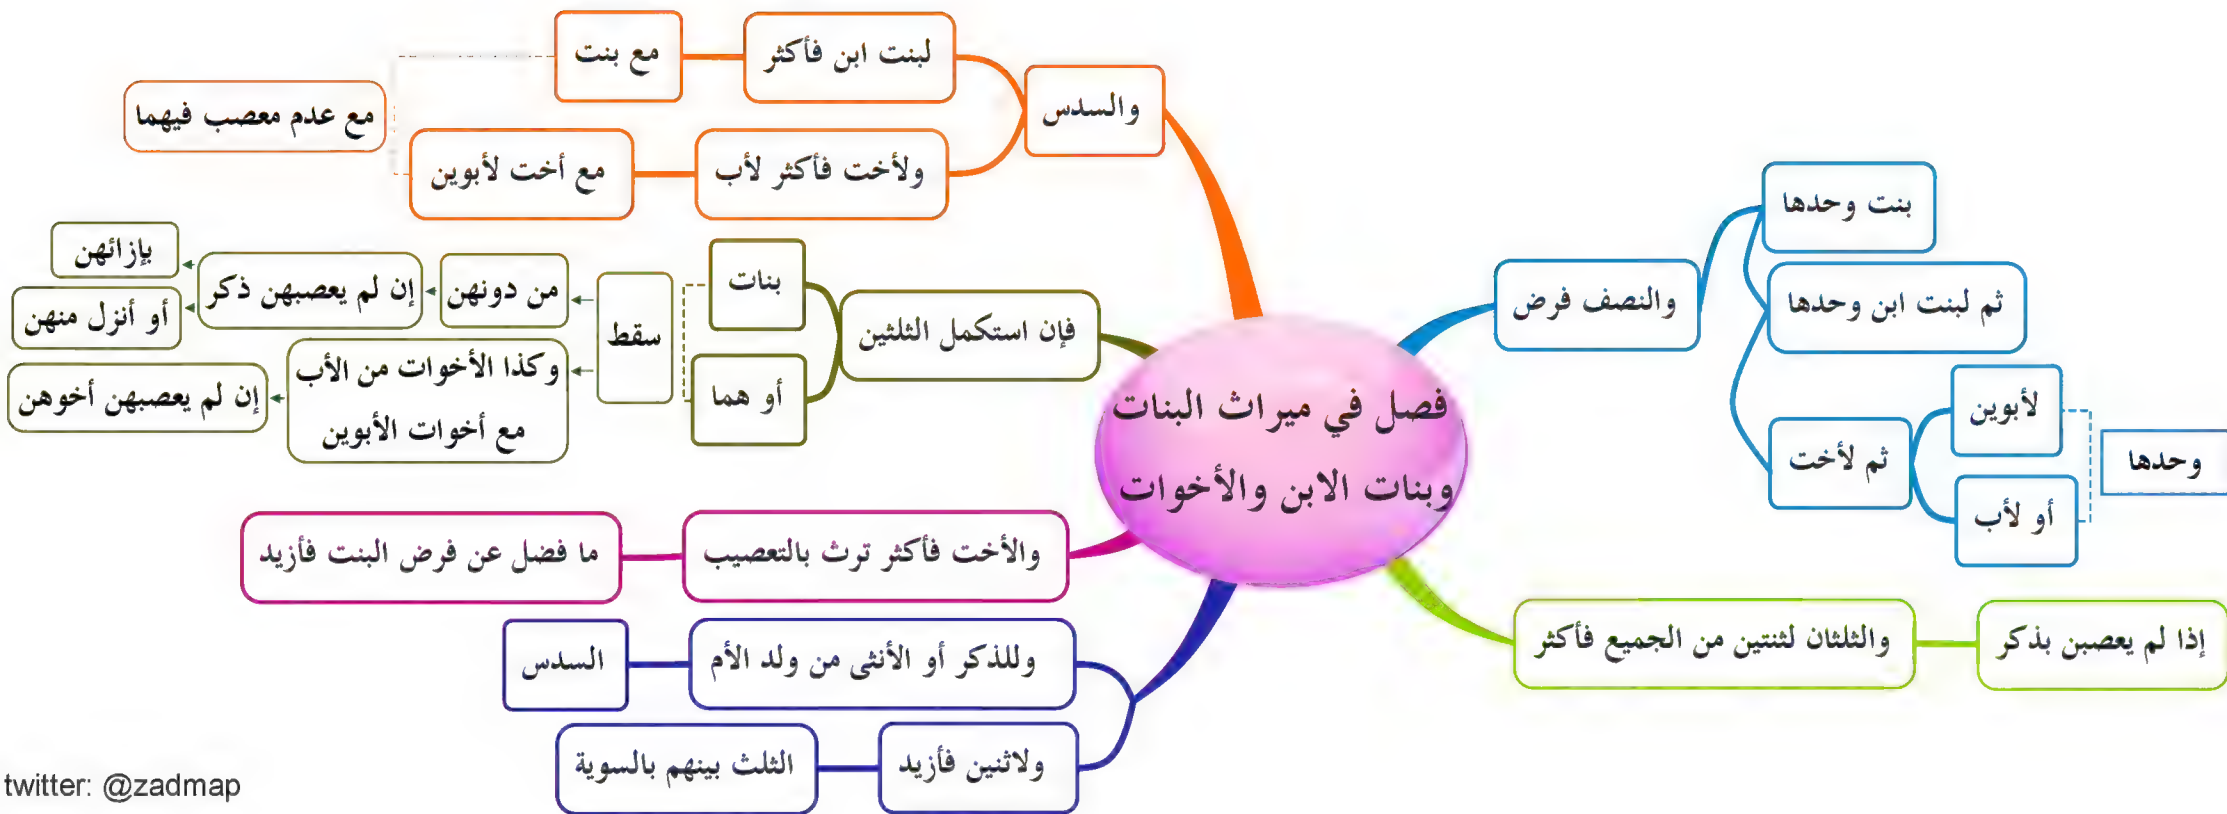 فصل في ميراث البنات
وبنات الابن والأخوات
والنصف فرض
بنت وحدها
ثم لبنت ابن وحدها
ثم لأخت
لأبوين
أو لأب
وحدها
والثلثان لثنتين من الجميع فأكثر
إذا لم يعصبن بذكر
والسدس
لبنت ابن فأكثر
مع بنت
ولأخت فأكثر لأب
مع أخت لأبوين
مع عدم معصب فيهما
فإن استكمل الثلثين
بنات
أو هما
سقط
من دونهن
إن لم يعصبهن ذكر
بإزائهن
أو أنزل منهن
وكذا الأخوات من الأب
مع أخوات الأبوين
إن لم يعصبهن أخوهن
والأخت فأكثر ترث بالتعصيب
ما فضل عن فرض البنت فأزيد
وللذكر أو الأنثى من ولد الأم
السدس
ولاثنين فأزيد
الثلث بينهم بالسوية
twitter: @zadmap